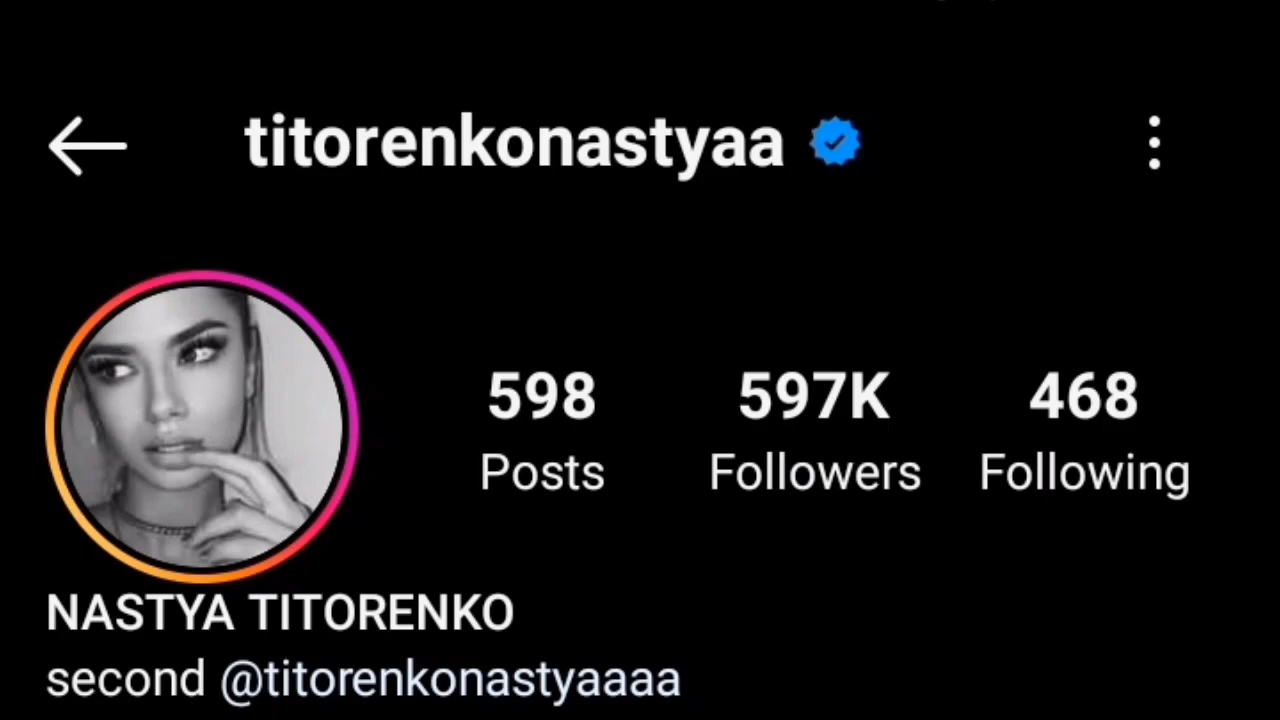 titorenkonastyaa
598 597K 468
Posts Followers Following
NASTYA TITORENKO
second @titorenkonastyaaaa